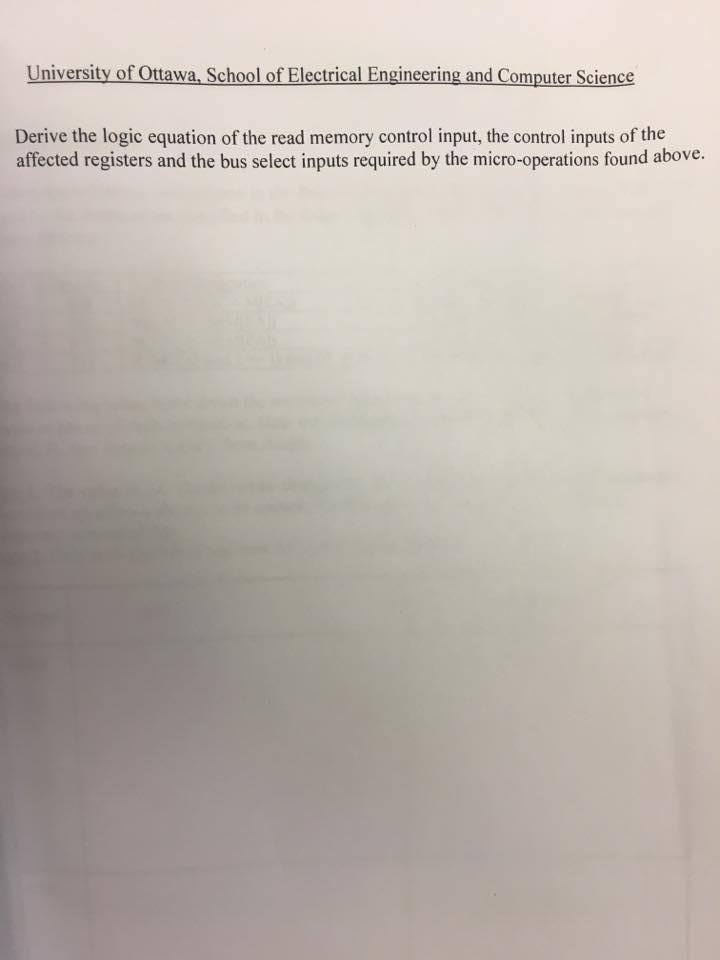 University of Ottawa, School of Electrical Engineering and Computer Science
Derive the logic equation of the read memory control input, the control inputs of the
affected registers and the bus select inputs required by the micro-operations found above.